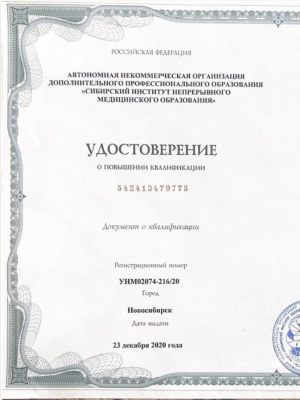 РОССИЙСКАЯ ФЕДЕРАЦИЯ
АВТОНОМНАЯ НЕКОММЕРЧЕСКАЯ ОРГАНИЗАЦИЯ
ДОПОЛНИТЕЛЬНОГО ПРОФЕССИОНАЛЬНОГО ОБРАЗОВАНИЯ
«СИБИРСКИЙ ИНСТИТУТ НЕПРЕРЫВНОГО
МЕДИЦИНСКОГО ОБРАЗОВАНИЯ»
УДОСТОВЕРЕНИЕ
О ПОВЫШЕНИИ КВАЛИФИКАЦИИ
542413479775
Документ о квалификации
Регистрационный номер
УНМ02074-216/20
Город
Новосибирск
Дата выдачи
23 декабря 2020 года